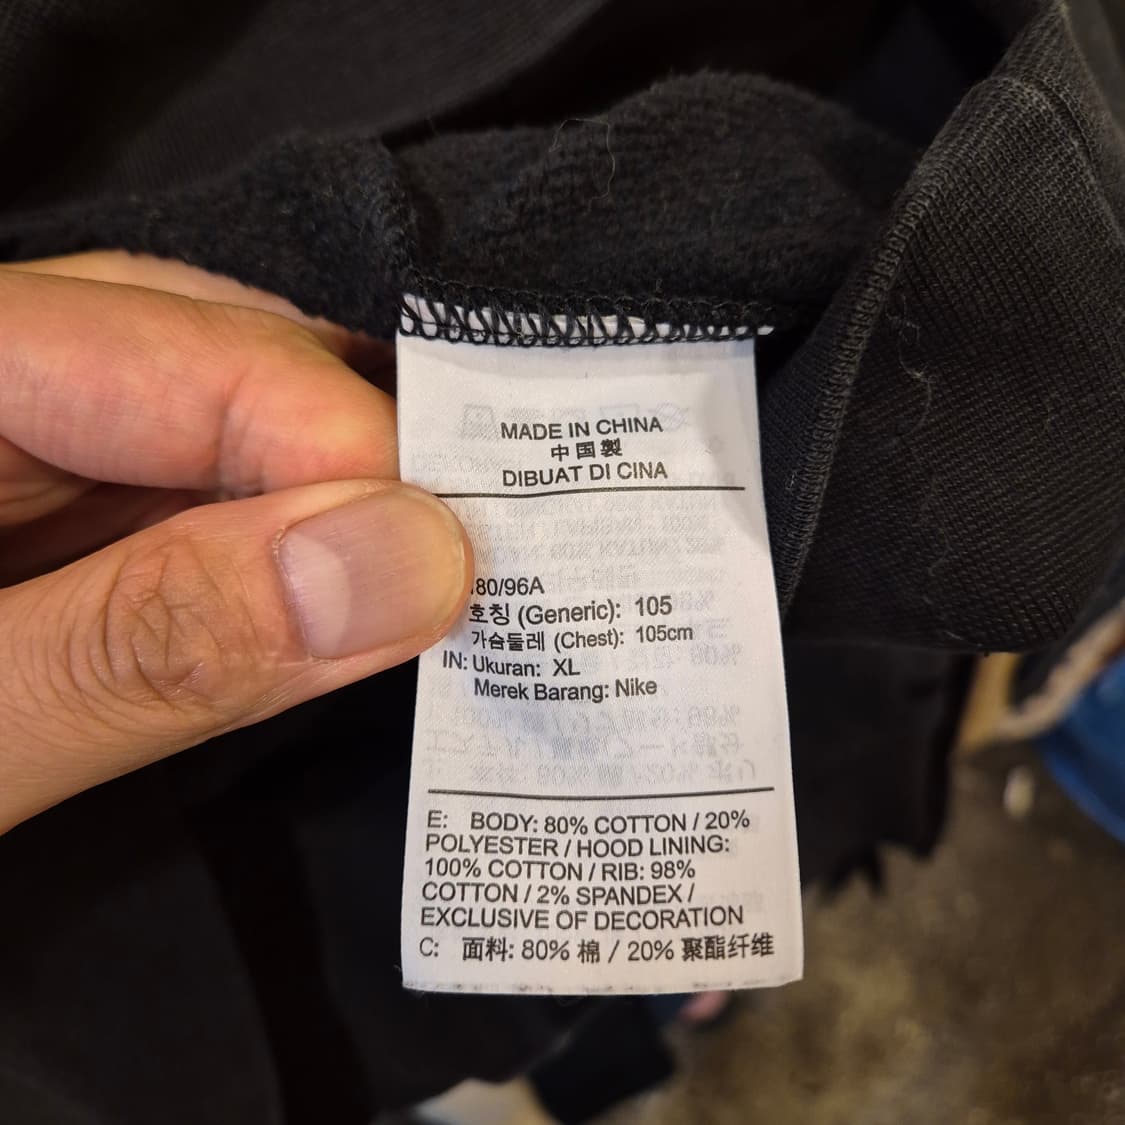 MADE IN CHINA
中国製
DIBUAT DI CINA
80/96A
호칭 (Generic): 105
가슴둘레 (Chest): 105cm
IN: Ukuran: XL
Merek Barang: Nike
E: BODY: 80% COTTON / 20%
POLYESTER / HOOD LINING:
100% COTTON / RIB: 98%
COTTON / 2% SPANDEX /
EXCLUSIVE OF DECORATION
C: 面料: 80% 棉 / 20% 聚酯纤维